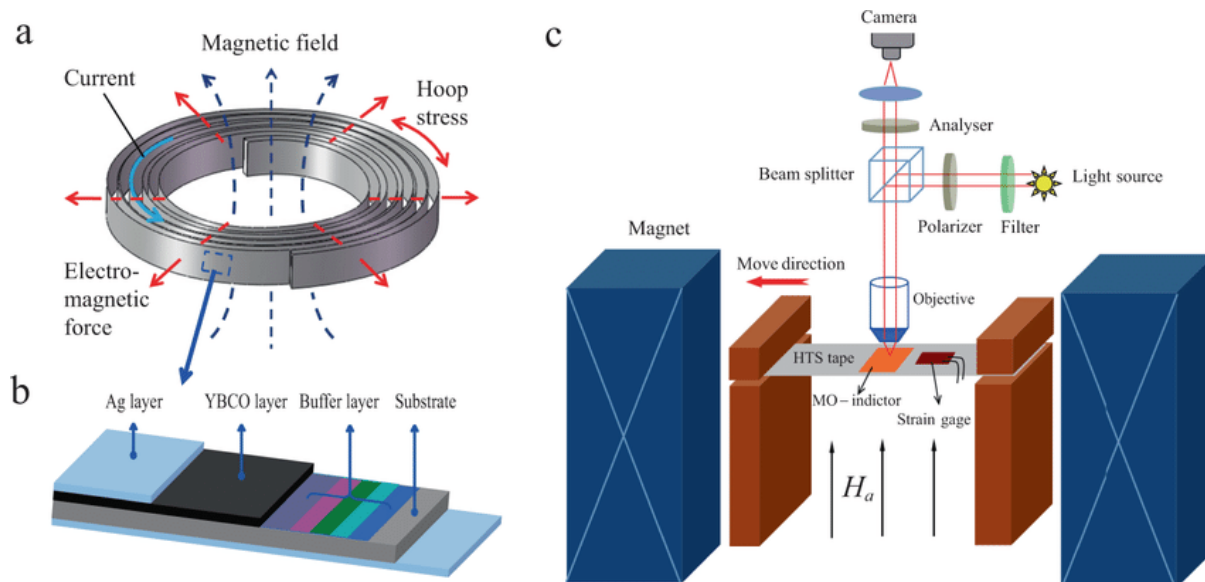 a
Magnetic field
Current
Hoop
stress
Electro-
magnetic
force
b
Ag layer
YBCO layer
Buffer layer
Substrate
c
Camera
Analyser
Beam splitter
Light source
Polarizer
Filter
Magnet
Move direction
Objective
HTS tape
MO – indictor
Strain gage
Hₐ